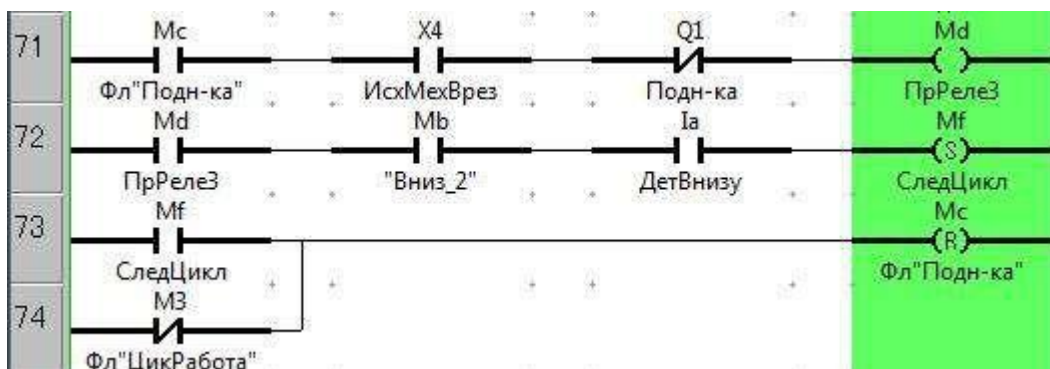 71 Mc X4 Q1 Md
Фл"Подн-ка" ИсхМехВрез Подн-ка ПрРеле3
72 Md Mb Ia Mf
(S)
ПрРеле3 "Вниз_2" ДетВнизу СледЦикл
73 Mf Mc
(R)
СледЦикл Фл"Подн-ка"
74 M3
Фл"ЦикРабота"